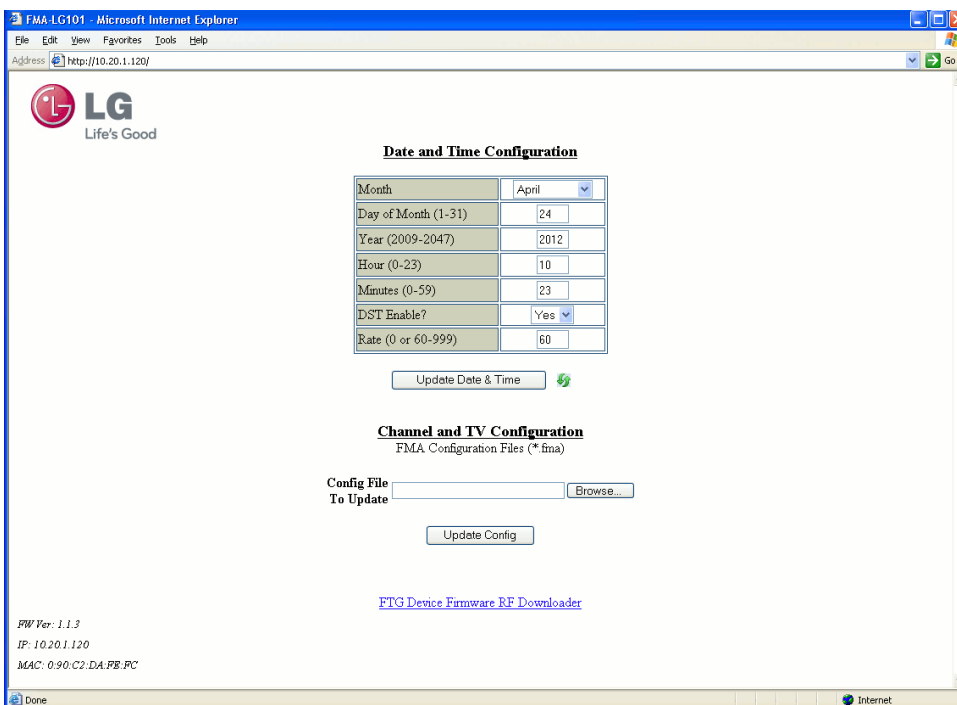 FMA-LG101 - Microsoft Internet Explorer
File Edit View Favorites Tools Help
Address http://10.20.1.120/ Go
LG
Life's Good
Date and Time Configuration
Month April
Day of Month (1-31) 24
Year (2009-2047) 2012
Hour (0-23) 10
Minutes (0-59) 23
DST Enable? Yes
Rate (0 or 60-999) 60
Update Date & Time
Channel and TV Configuration
FMA Configuration Files (*.fma)
Config File
To Update Browse...
Update Config
FTG Device Firmware RF Downloader
FW Ver: 1.1.3
IP: 10.20.1.120
MAC: 0:90:C2:DA:FE:FC
Done Internet